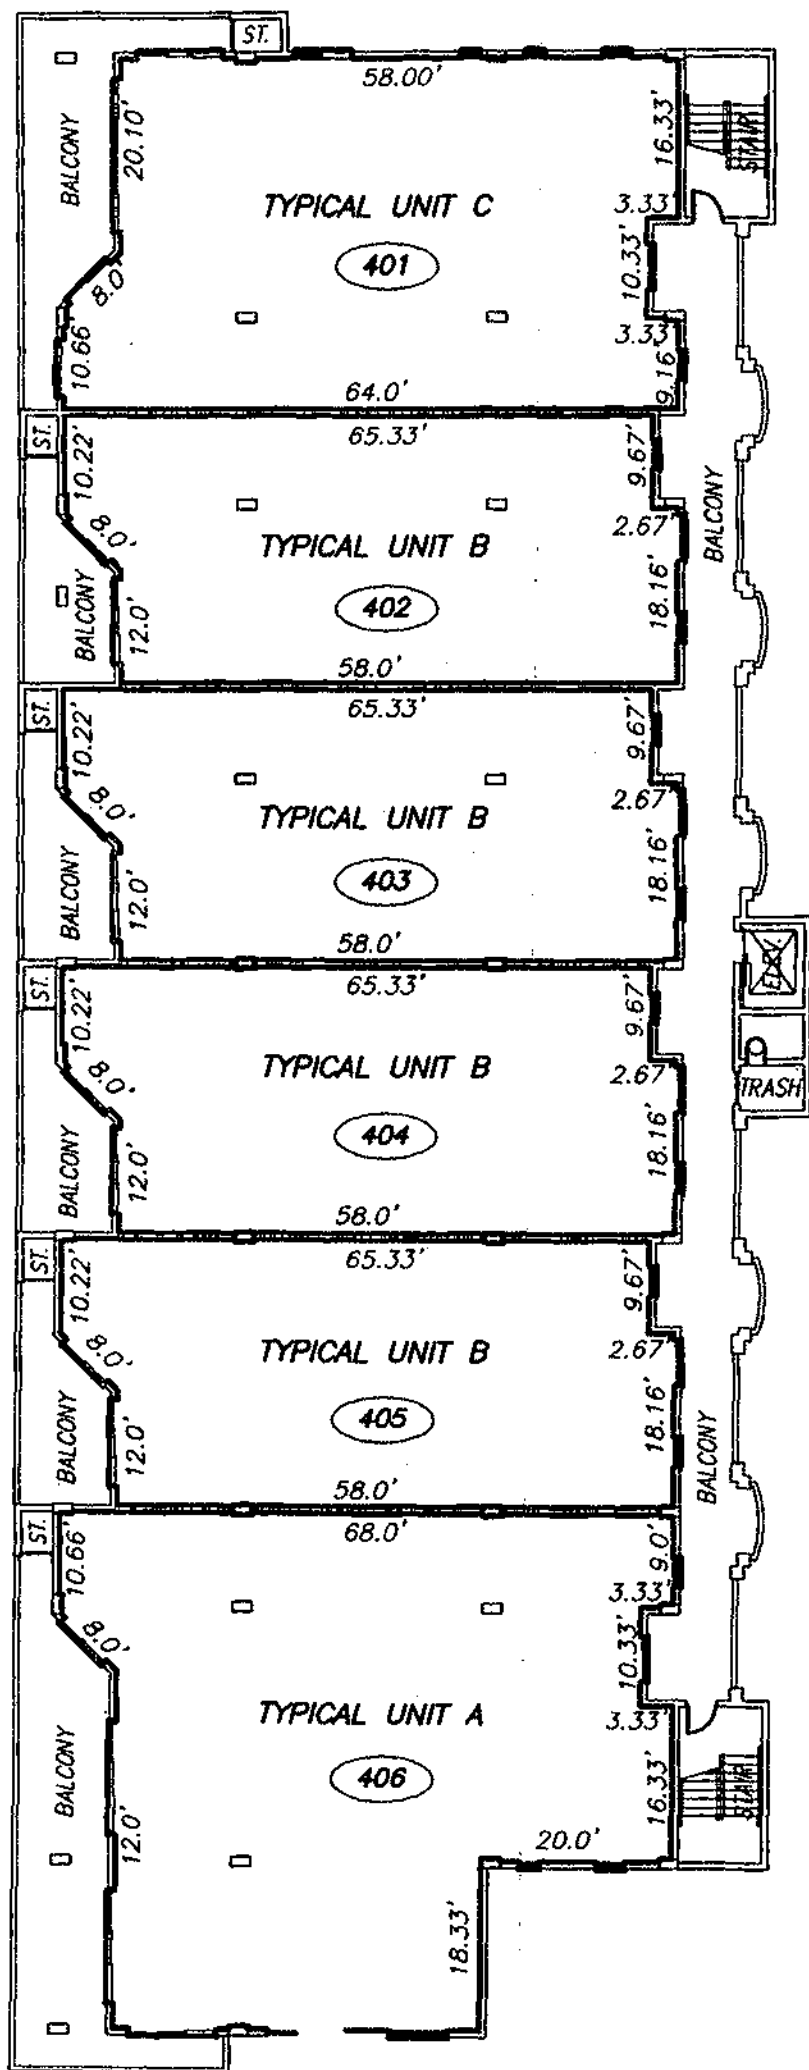 ST.
58.00'
BALCONY
20.10'
16.33'
STAIR
TYPICAL UNIT C
3.33'
401
10.33'
8.0'
3.33'
10.66'
9.16'
64.0'
ST.
65.33'
10.22'
9.67'
BALCONY
8.0'
TYPICAL UNIT B
2.67'
BALCONY
402
12.0'
18.16'
58.0'
ST.
65.33'
10.22'
9.67'
8.0'
2.67'
TYPICAL UNIT B
BALCONY
403
12.0'
18.16'
58.0'
ELEV.
ST.
65.33'
10.22'
9.67'
8.0'
TYPICAL UNIT B
2.67'
TRASH
BALCONY
404
12.0'
18.16'
58.0'
ST.
65.33'
10.22'
9.67'
8.0'
TYPICAL UNIT B
2.67'
BALCONY
405
12.0'
18.16'
BALCONY
58.0'
ST.
68.0'
10.66'
9.0'
3.33'
8.0'
10.33'
TYPICAL UNIT A
3.33'
BALCONY
406
16.33'
STAIR
12.0'
20.0'
18.33'